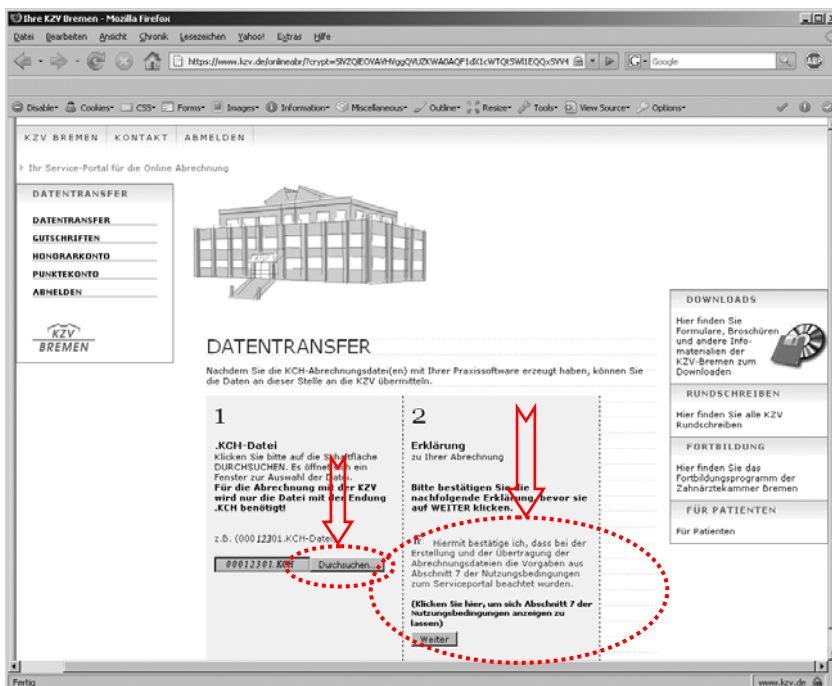 Ihre KZV Bremen - Mozilla Firefox
Datei Bearbeiten Ansicht Chronik Lesezeichen Yahoo! Extras Hilfe
Google
Disable Cookies CSS Forms Images Information Miscellaneous Outline Resize Tools View Source Options
KZV BREMEN KONTAKT ABMELDEN
Ihr Service-Portal für die Online Abrechnung
DATENTRANSFER
DATENTRANSFER
GUTSCHRIFTEN
HONORARKONTO
PUNKTEKONTO
ABMELDEN
KZV
BREMEN
DATENTRANSFER
Nachdem Sie die KCH-Abrechnungsdatei(en) mit Ihrer Praxissoftware erzeugt haben, können Sie
die Daten an dieser Stelle an die KZV übermitteln.
1
.KCH-Datei
Klicken Sie bitte auf die Schaltfläche
DURCHSUCHEN. Es öffnet sich ein
Fenster zur Auswahl der Datei.
Für die Abrechnung mit der KZV
wird nur die Datei mit der Endung
.KCH benötigt!
z.B. (00012301.KCH-Datei)
00012301.KCH Durchsuchen...
2
Erklärung
zu Ihrer Abrechnung
Bitte bestätigen Sie die
nachfolgende Erklärung, bevor sie
auf WEITER klicken.
Hiermit bestätige ich, dass bei der
Erstellung und der Übertragung der
Abrechnungsdateien die Vorgaben aus
Abschnitt 7 der Nutzungsbedingungen
zum Serviceportal beachtet wurden.
(Klicken Sie hier, um sich Abschnitt 7 der
Nutzungsbedingungen anzeigen zu
lassen)
Weiter
DOWNLOADS
Hier finden Sie
Formulare, Broschüren
und andere Info-
materialien der
KZV-Bremen zum
Downloaden
RUNDSCHREIBEN
Hier finden Sie alle KZV
Rundschreiben
FORTBILDUNG
Hier finden Sie das
Fortbildungsprogramm der
Zahnärztekammer Bremen
FÜR PATIENTEN
Für Patienten
Fertig
www.kzv.de